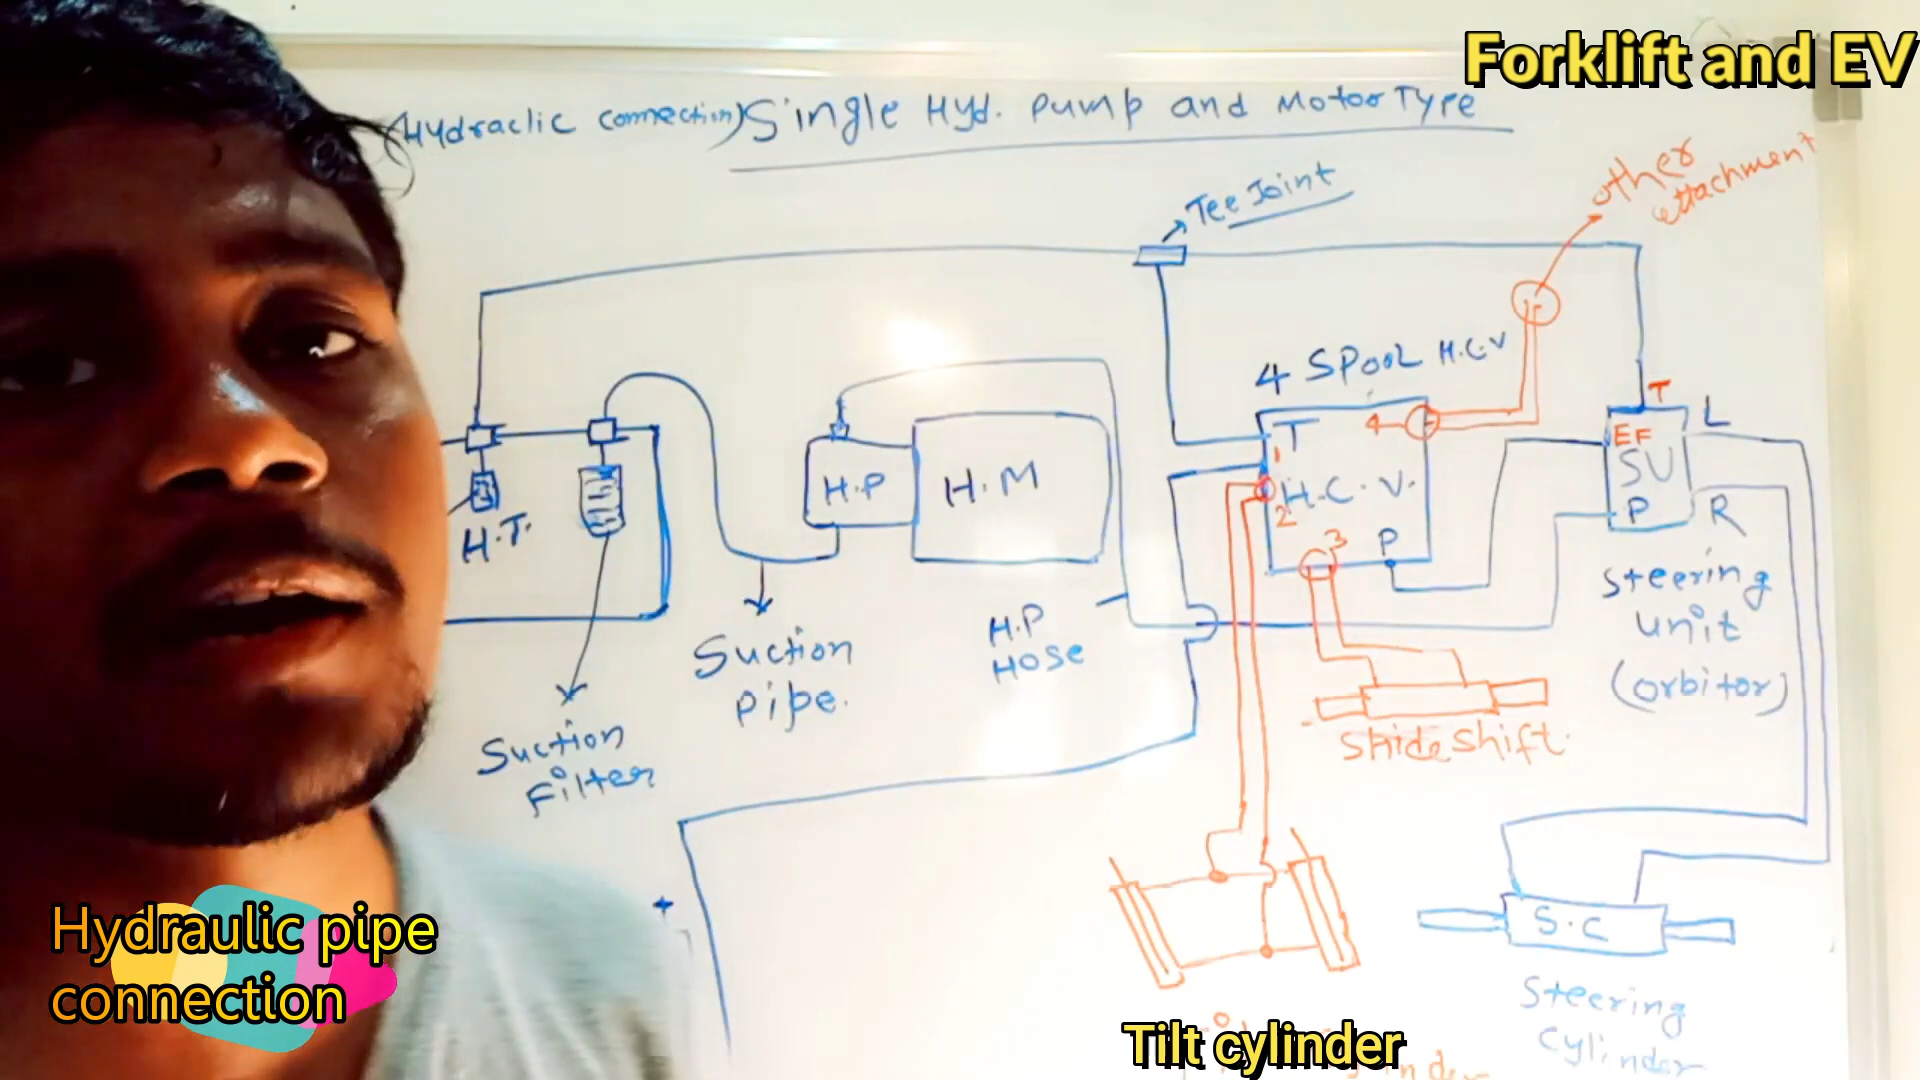 Forklift and EV
(Hydraclic connection) Single Hyd. pump and Motor Type
Tee Joint
other
attachment
4 SPOOL H.C.V
T
4
T
L
1
EF
SU
H.P
H.M
H.C.V.
2
P
R
H.T.
3
P
Steering
unit
(orbitor)
H.P
HOSE
Suction
pipe.
Suction
Filter
Shift.
S.C
Steering
Cylinder
Hydraulic pipe
connection
Tilt cylinder